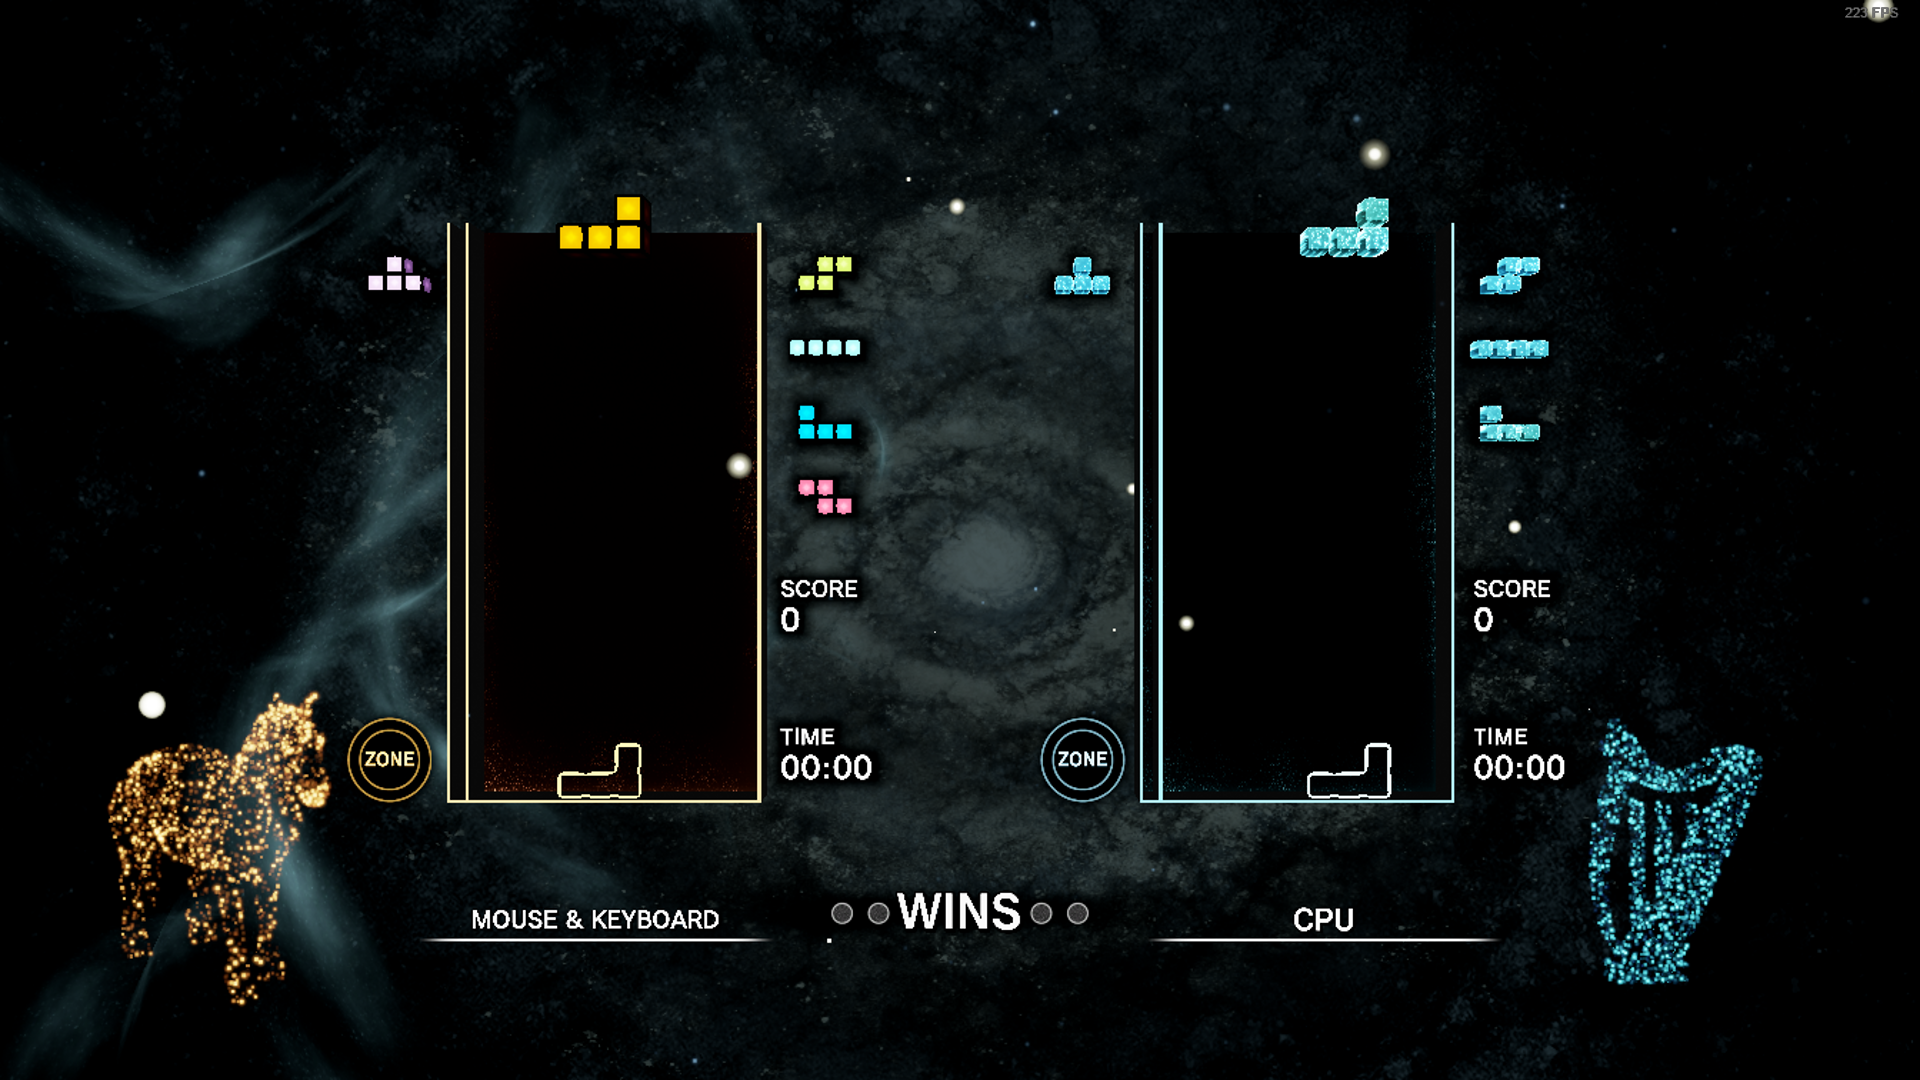 223 FPS
SCORE
0
TIME
00:00
ZONE
SCORE
0
TIME
00:00
ZONE
MOUSE & KEYBOARD
WINS
CPU